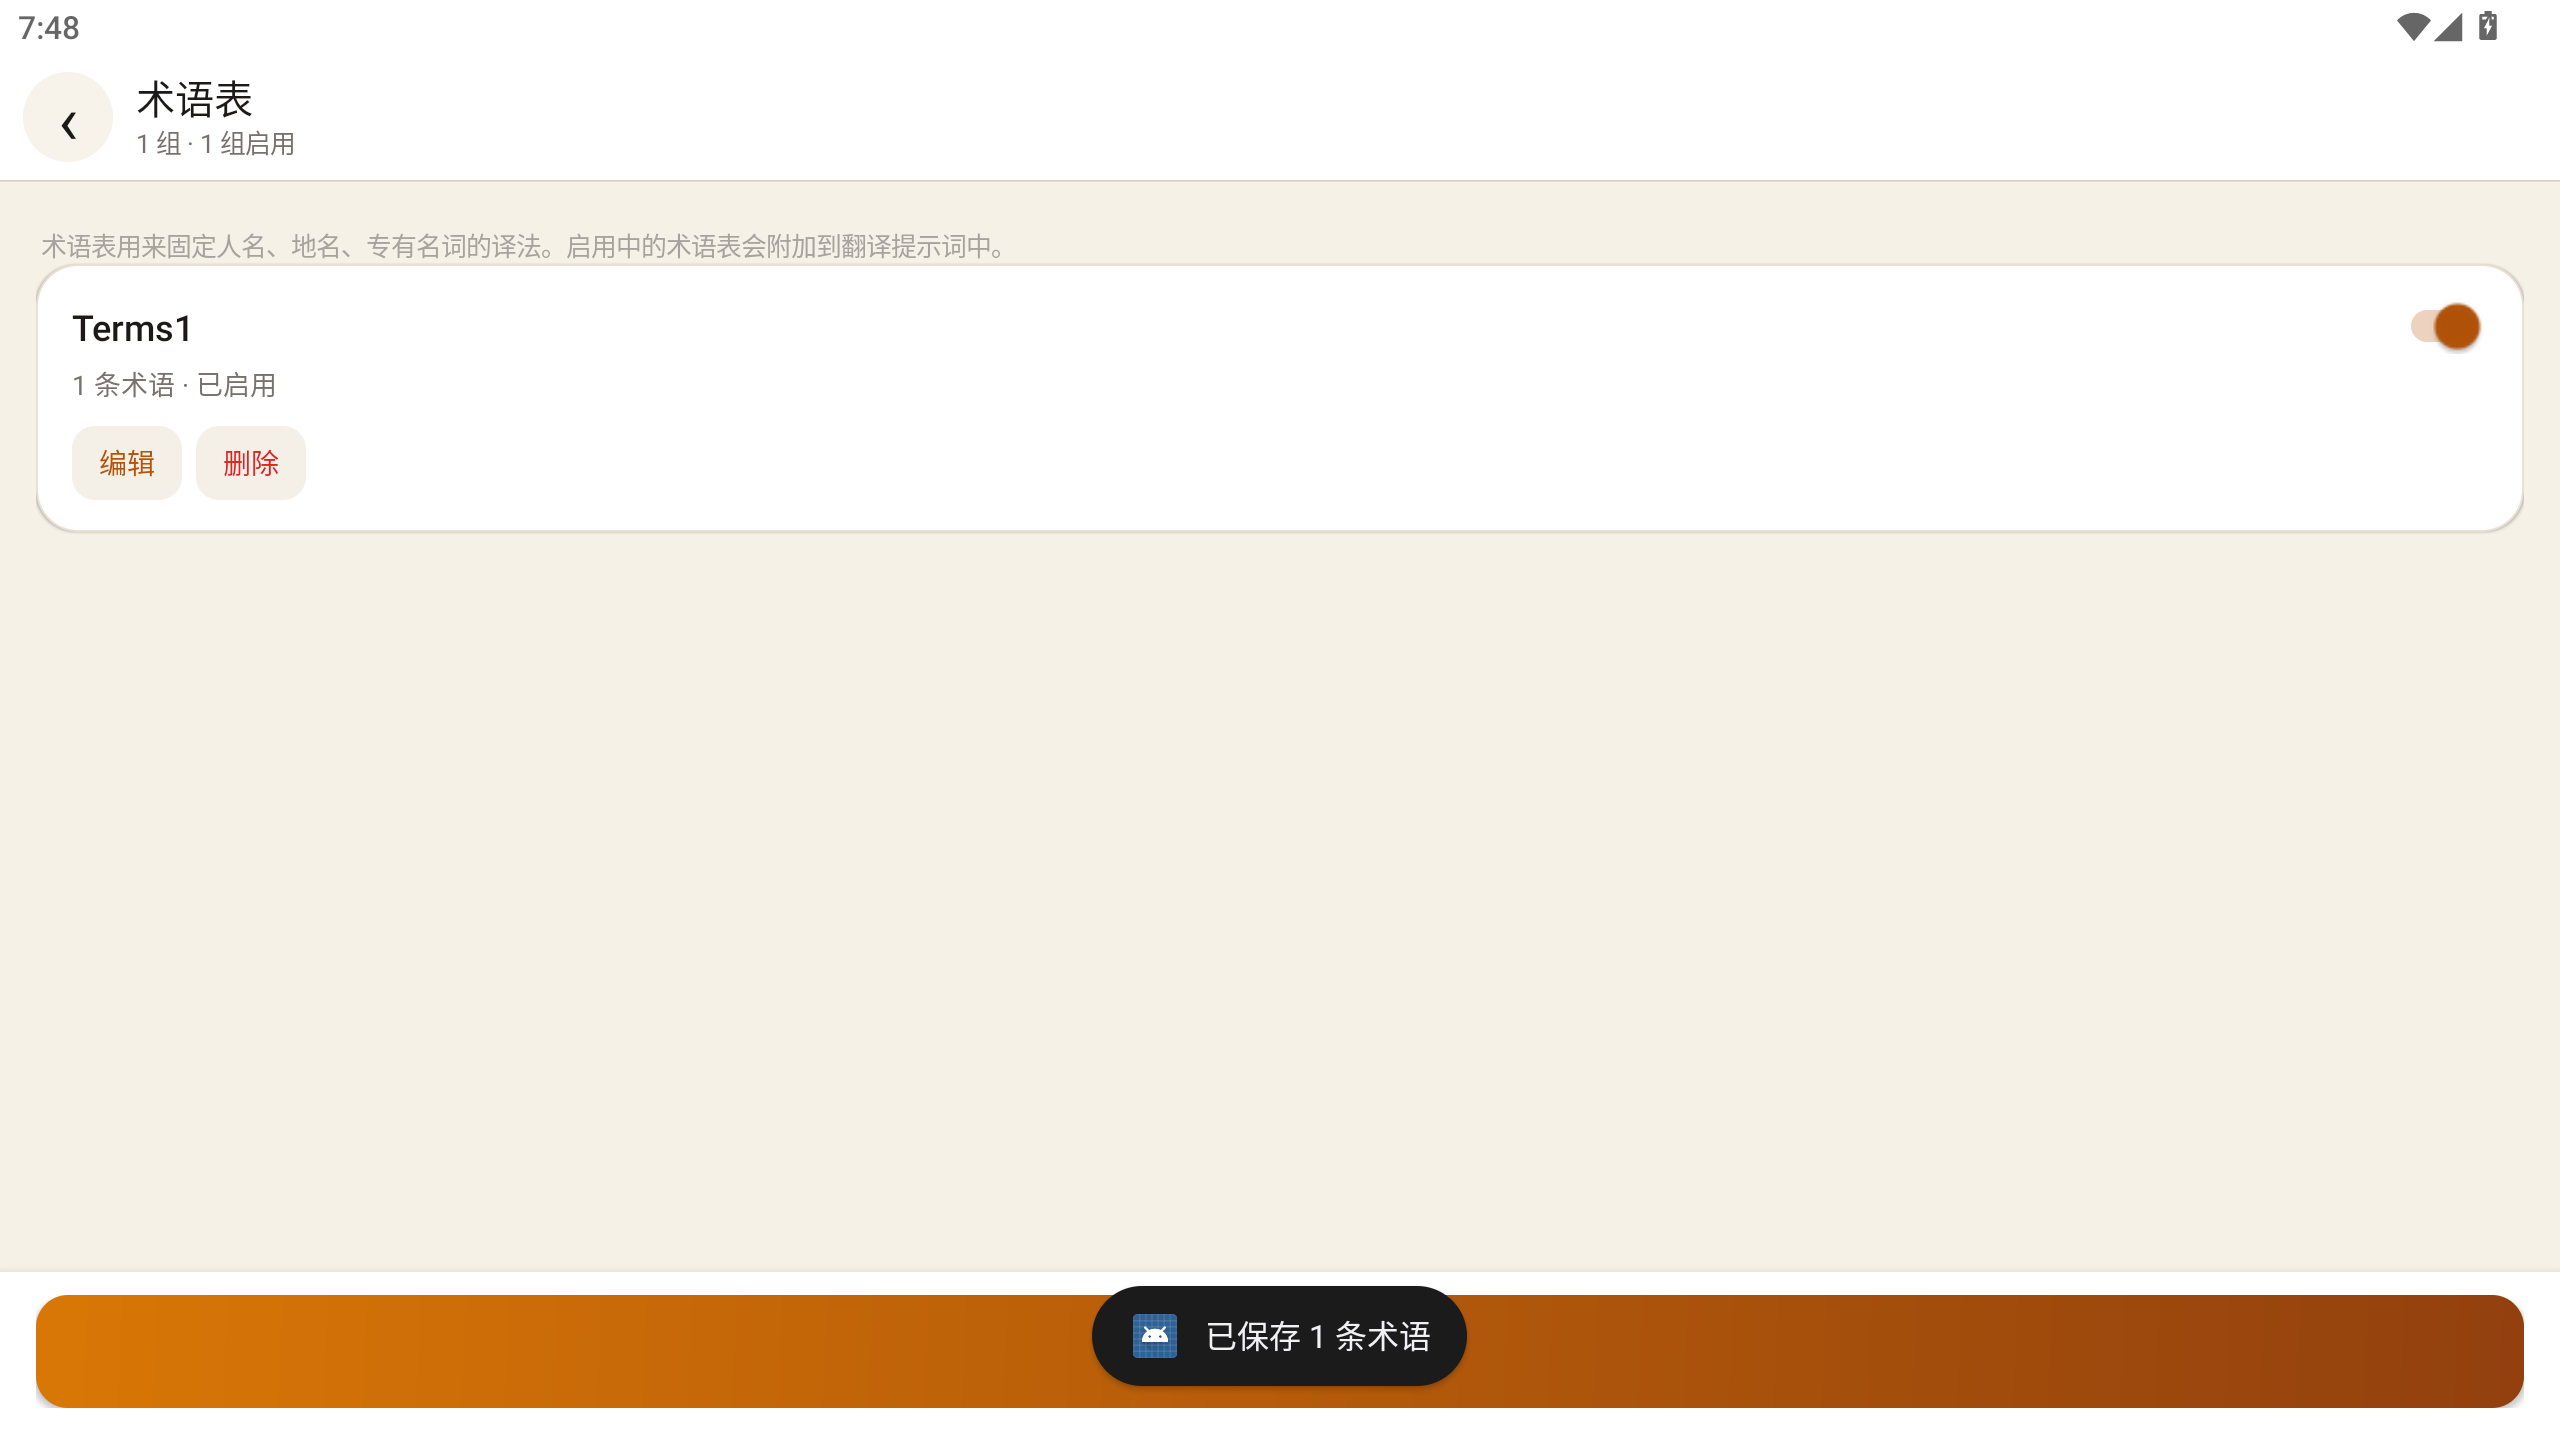 7:48
‹
术语表
1 组 · 1 组启用
术语表用来固定人名、地名、专有名词的译法。启用中的术语表会附加到翻译提示词中。
Terms1
1 条术语 · 已启用
编辑
删除
已保存 1 条术语